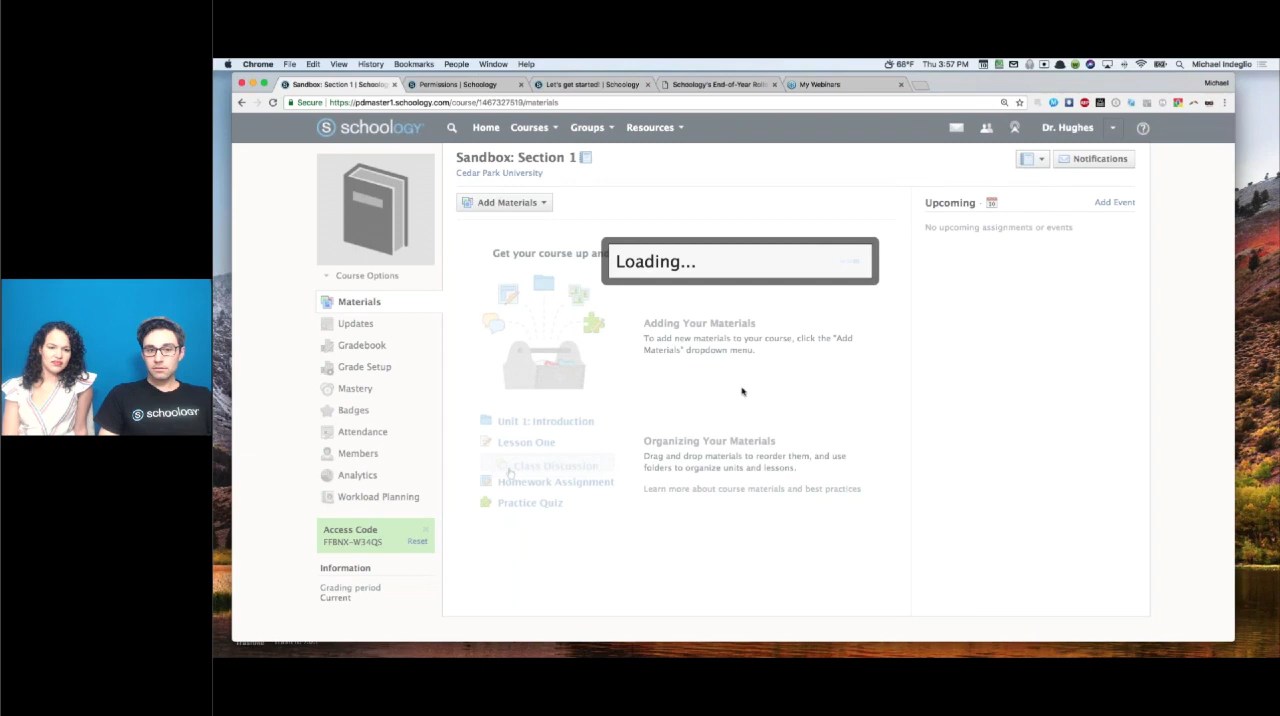 Chrome File Edit View History Bookmarks People Window Help
68°F Thu 3:57 PM Michael Indeglio
Sandbox: Section 1 | Schoology
Permissions | Schoology
Let's get started! | Schoology
Schoology's End-of-Year Roll
My Webinars
Michael
Secure https://pdmaster1.schoology.com/course/1467327519/materials
S schoology
Home Courses Groups Resources
Dr. Hughes
Sandbox: Section 1
Cedar Park University
Notifications
Add Materials
Upcoming
Add Event
No upcoming assignments or events
Get your course up and
Loading...
Course Options
Materials
Updates
Gradebook
Grade Setup
Mastery
Badges
Attendance
Members
Analytics
Workload Planning
Access Code
FFBNX-W34QS Reset
Information
Grading period
Current
Adding Your Materials
To add new materials to your course, click the "Add
Materials" dropdown menu.
Unit 1: Introduction
Lesson One
Class Discussion
Homework Assignment
Practice Quiz
Organizing Your Materials
Drag and drop materials to reorder them, and use
folders to organize units and lessons.
Learn more about course materials and best practices
S schoology